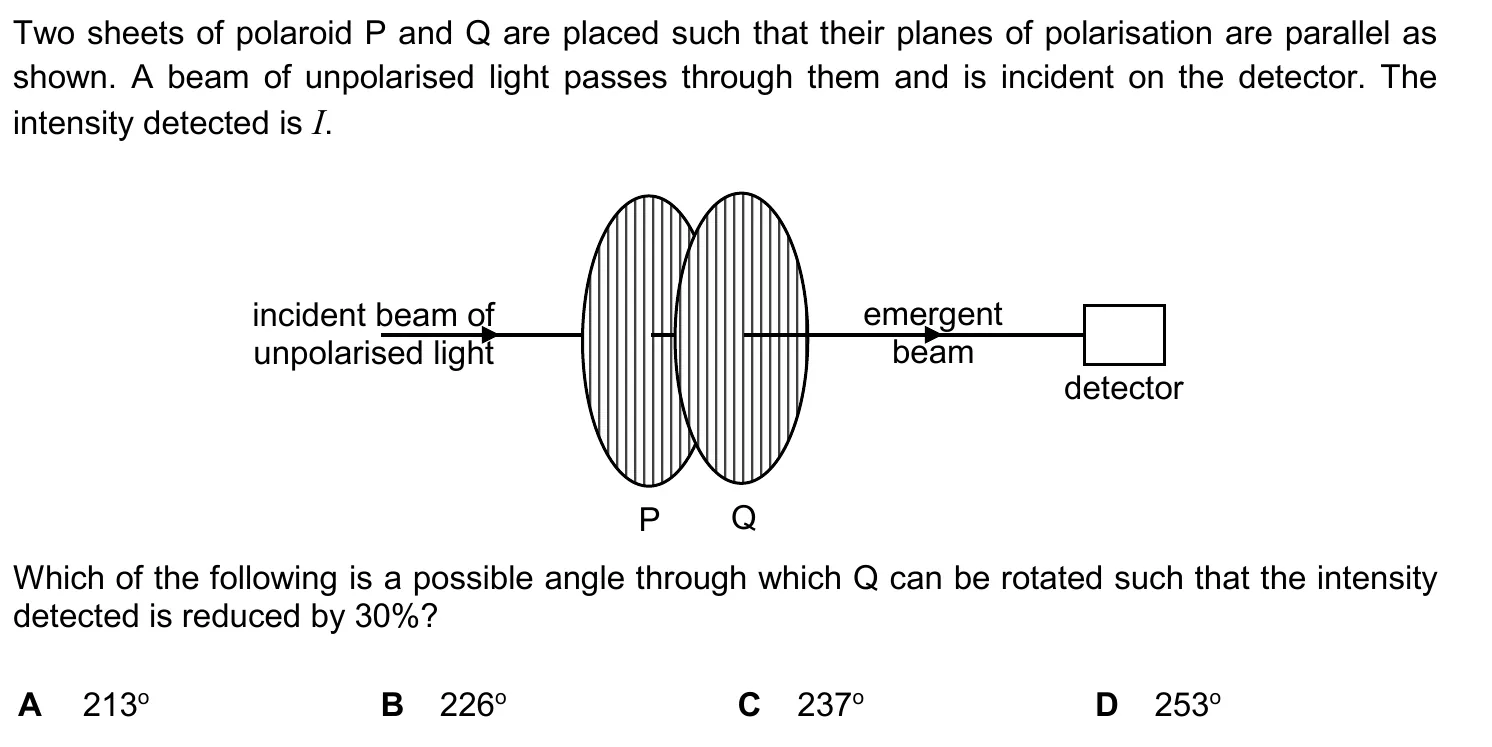 Two sheets of polaroid P and Q are placed such that their planes of polarisation are parallel as
shown. A beam of unpolarised light passes through them and is incident on the detector. The
intensity detected is I.
incident beam of
unpolarised light
emergent
beam
detector
P Q
Which of the following is a possible angle through which Q can be rotated such that the intensity
detected is reduced by 30%?
A 213° B 226° C 237° D 253°